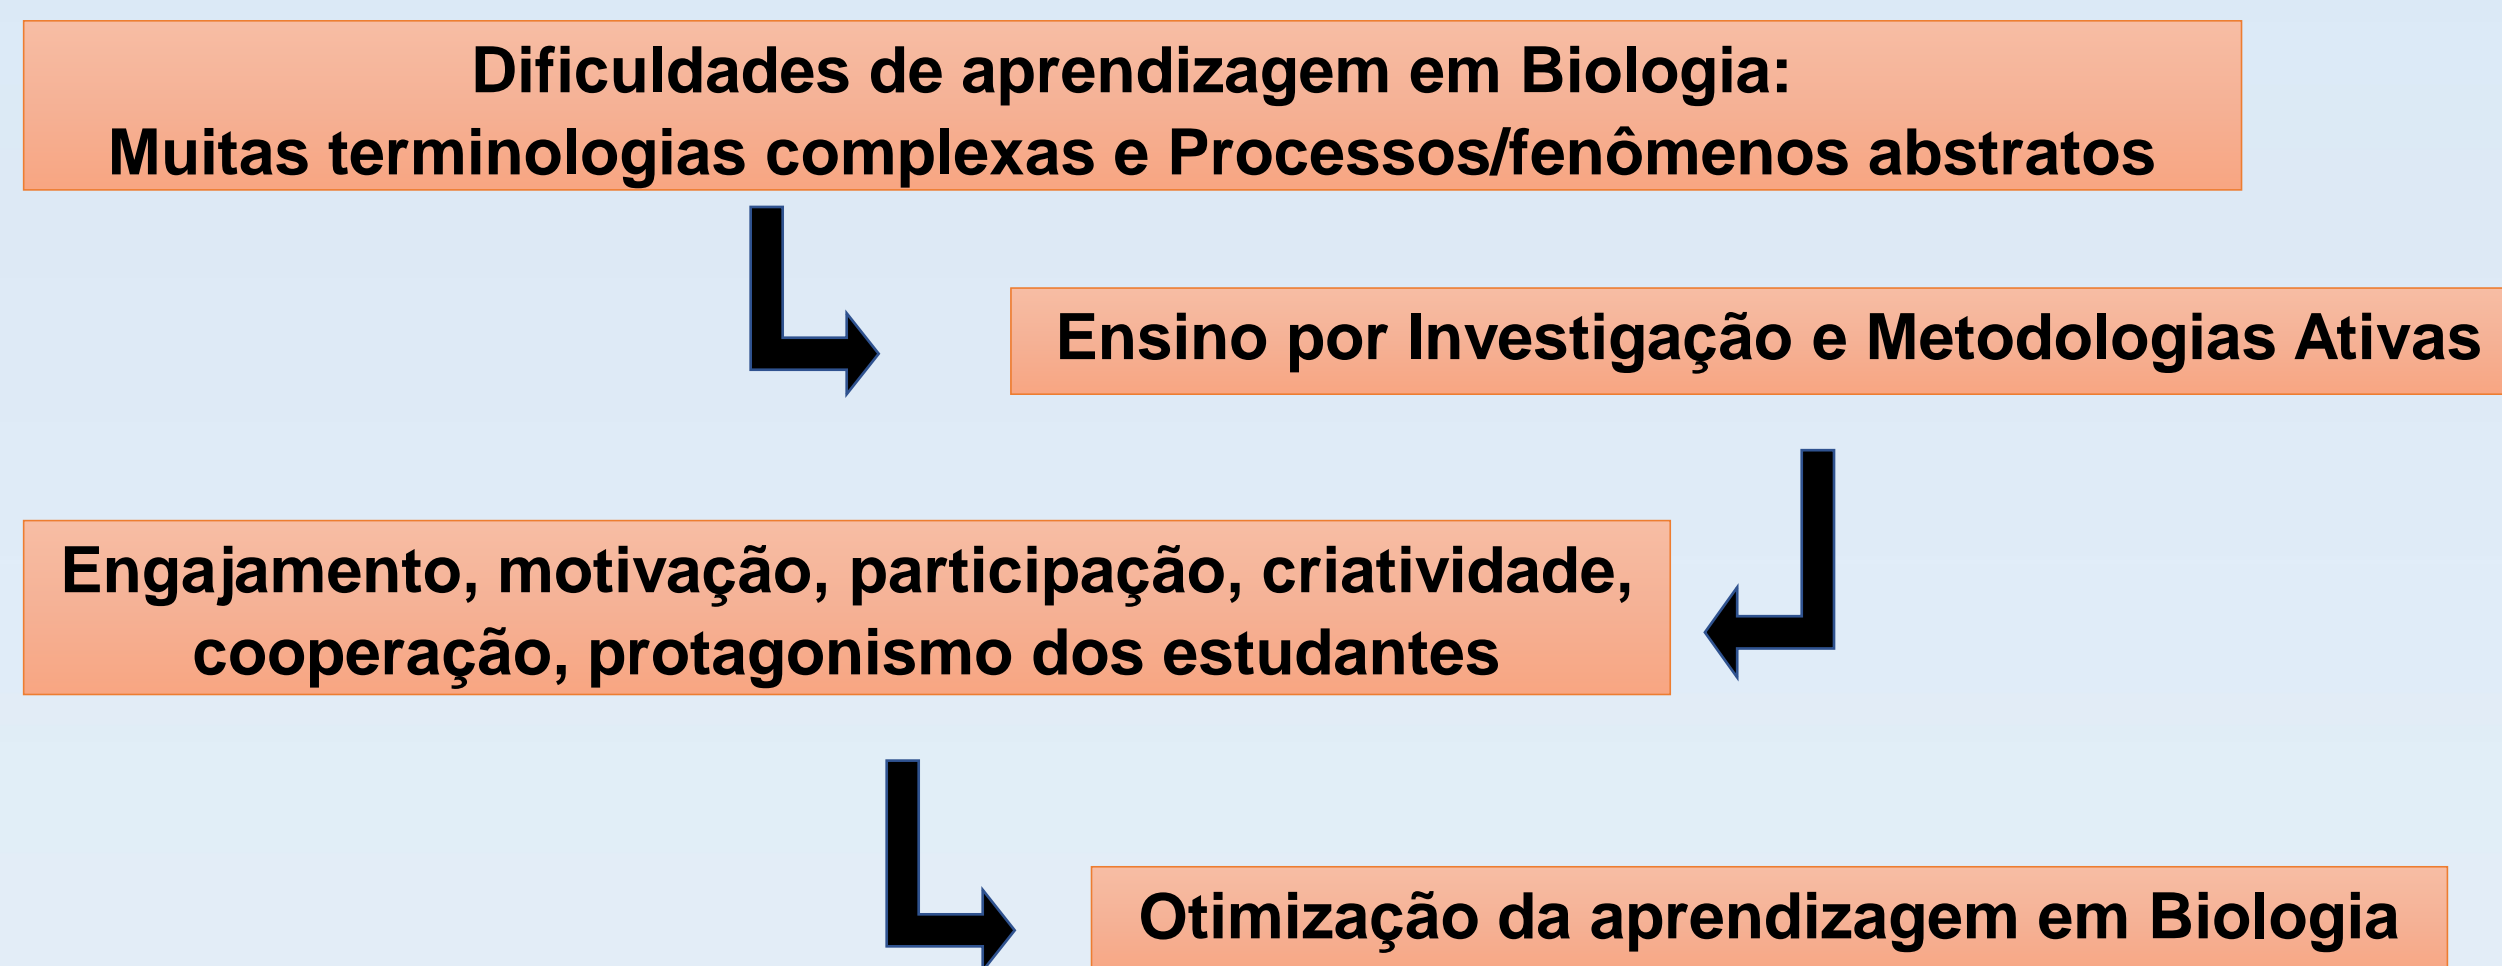 Dificuldades de aprendizagem em Biologia:
Muitas terminologias complexas e Processos/fenômenos abstratos
Ensino por Investigação e Metodologias Ativas
Engajamento, motivação, participação, criatividade,
cooperação, protagonismo dos estudantes
Otimização da aprendizagem em Biologia